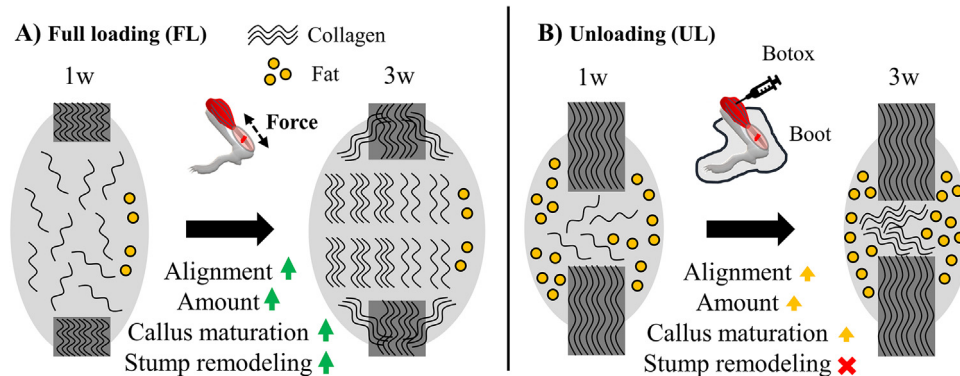 A) Full loading (FL)
Collagen
Fat
1w
3w
Force
Alignment
Amount
Callus maturation
Stump remodeling
B) Unloading (UL)
Botox
Boot
1w
3w
Alignment
Amount
Callus maturation
Stump remodeling